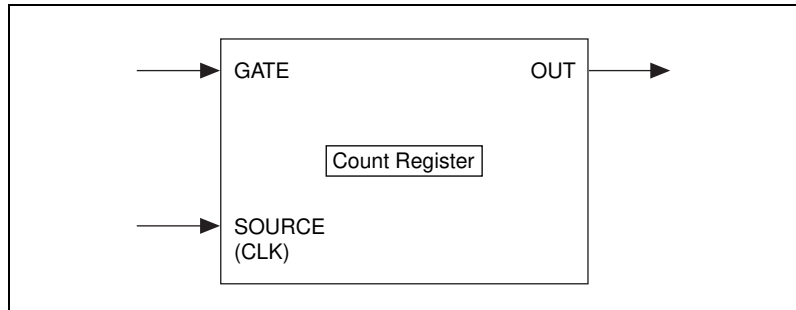 GATE
OUT
Count Register
SOURCE
(CLK)